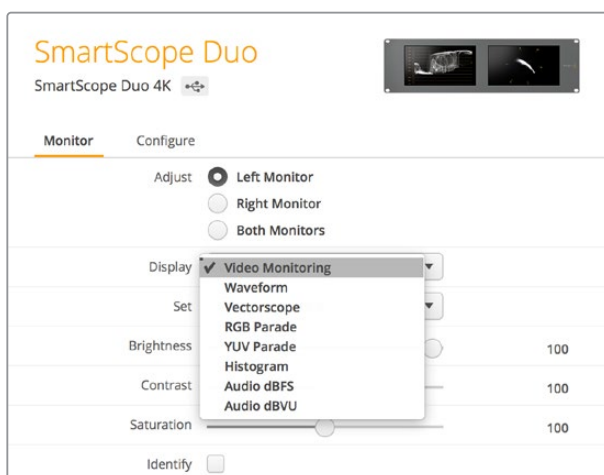 SmartScope Duo
SmartScope Duo 4K
Monitor Configure
Adjust Left Monitor
Right Monitor
Both Monitors
Display ✓ Video Monitoring
Waveform
Set Vectorscope
RGB Parade
Brightness YUV Parade 100
Histogram
Contrast Audio dBFS 100
Audio dBVU
Saturation 100
Identify